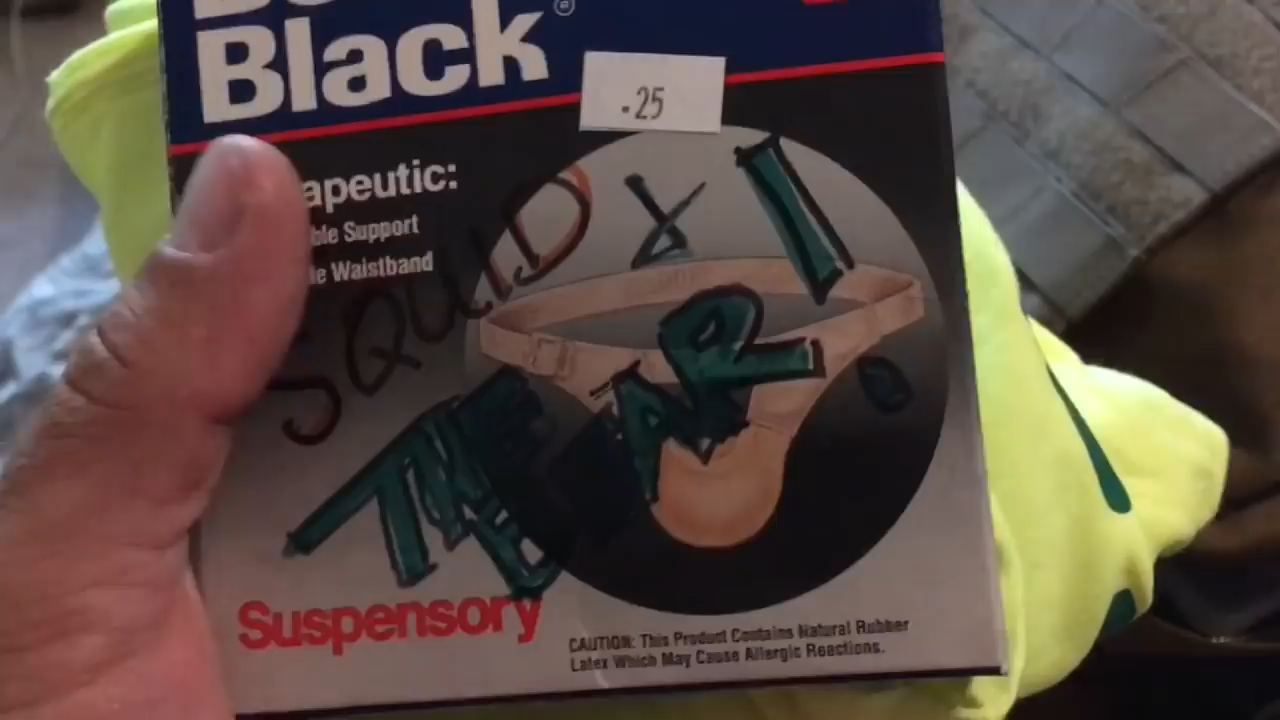 Black®
.25
apeutic:
ble Support
le Waistband
SQUID X
THE
Suspensory
CAUTION: This Product Contains Natural Rubber
Latex Which May Cause Allergic Reactions.